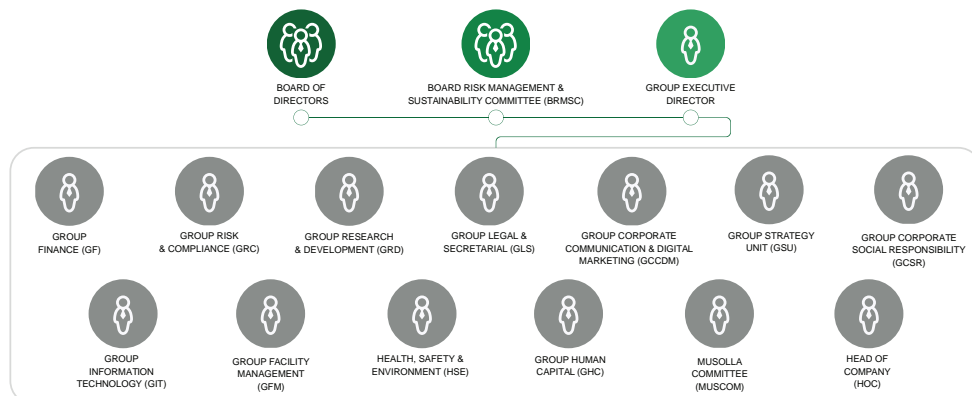 BOARD OF
DIRECTORS
BOARD RISK MANAGEMENT &
SUSTAINABILITY COMMITTEE (BRMSC)
GROUP EXECUTIVE
DIRECTOR
GROUP
FINANCE (GF)
GROUP RISK
& COMPLIANCE (GRC)
GROUP RESEARCH
& DEVELOPMENT (GRD)
GROUP LEGAL &
SECRETARIAL (GLS)
GROUP CORPORATE
COMMUNICATION & DIGITAL
MARKETING (GCCDM)
GROUP STRATEGY
UNIT (GSU)
GROUP CORPORATE
SOCIAL RESPONSIBILITY
(GCSR)
GROUP
INFORMATION
TECHNOLOGY (GIT)
GROUP FACILITY
MANAGEMENT
(GFM)
HEALTH, SAFETY &
ENVIRONMENT (HSE)
GROUP HUMAN
CAPITAL (GHC)
MUSOLLA
COMMITTEE
(MUSCOM)
HEAD OF
COMPANY
(HOC)